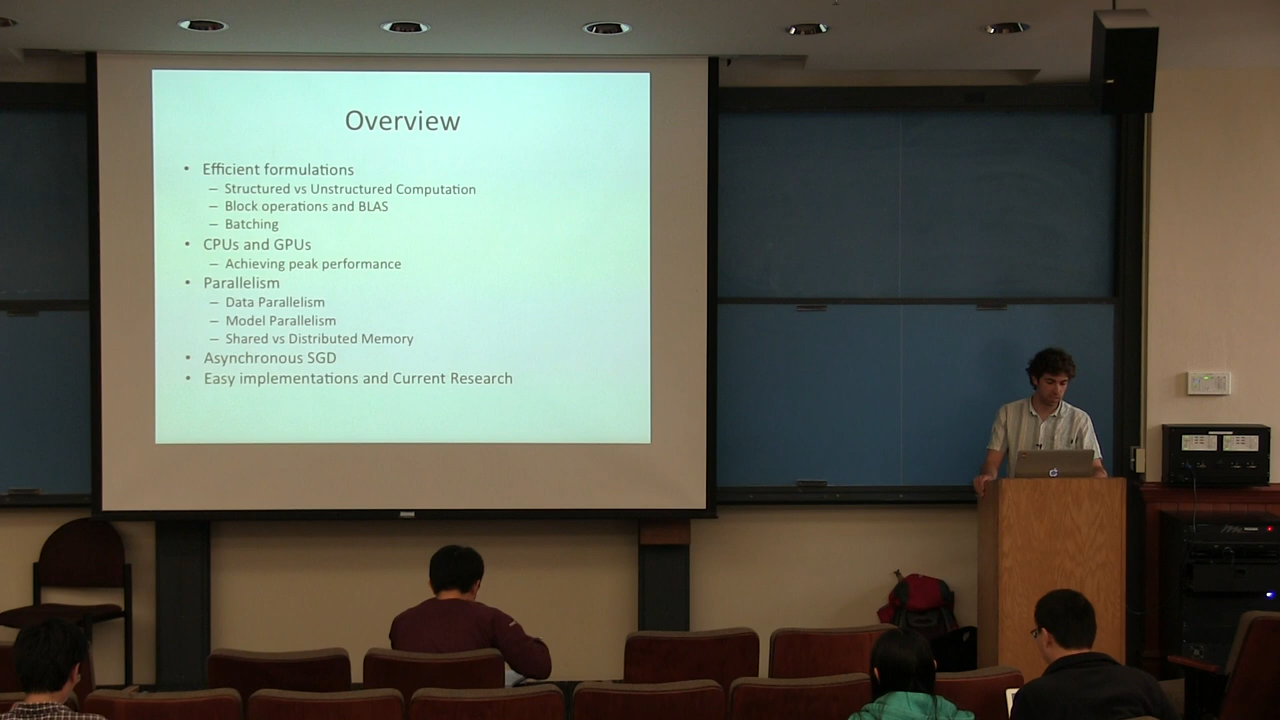 Overview
• Efficient formulations
– Structured vs Unstructured Computation
– Block operations and BLAS
– Batching
• CPUs and GPUs
– Achieving peak performance
• Parallelism
– Data Parallelism
– Model Parallelism
– Shared vs Distributed Memory
• Asynchronous SGD
• Easy implementations and Current Research